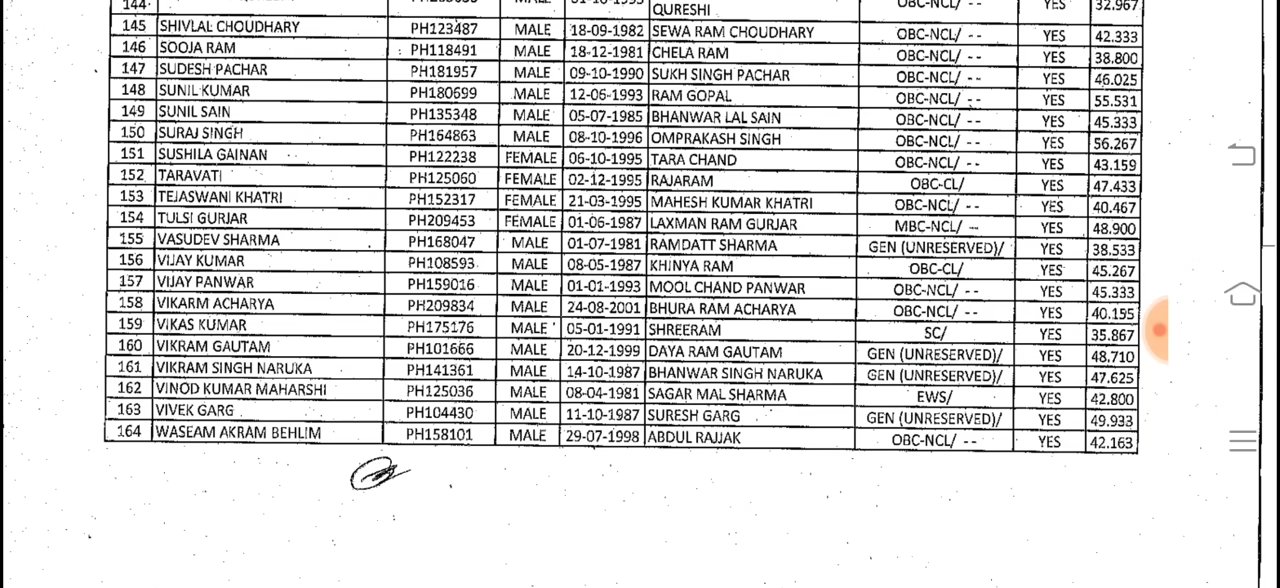 144
QURESHI
YES 32.967
145 SHIVLAL CHOUDHARY PH123487 MALE 18-09-1982 SEWA RAM CHOUDHARY OBC-NCL/ -- YES 42.333
146 SOOJA RAM PH118491 MALE 18-12-1981 CHELA RAM OBC-NCL/ -- YES 38.800
147 SUDESH PACHAR PH181957 MALE 09-10-1990 SUKH SINGH PACHAR OBC-NCL/ -- YES 46.025
148 SUNIL KUMAR PH180699 MALE 12-06-1993 RAM GOPAL OBC-NCL/ -- YES 55.531
149 SUNIL SAIN PH135348 MALE 05-07-1985 BHANWAR LAL SAIN OBC-NCL/ -- YES 45.333
150 SURAJ SINGH PH164863 MALE 08-10-1996 OMPRAKASH SINGH OBC-NCL/ -- YES 56.267
151 SUSHILA GAINAN PH122238 FEMALE 06-10-1995 TARA CHAND OBC-NCL/ -- YES 43.159
152 TARAVATI PH125060 FEMALE 02-12-1995 RAJARAM OBC-CL/ YES 47.433
153 TEJASWANI KHATRI PH152317 FEMALE 21-03-1995 MAHESH KUMAR KHATRI OBC-NCL/ -- YES 40.467
154 TULSI GURJAR PH209453 FEMALE 01-06-1987 LAXMAN RAM GURJAR MBC-NCL/ -- YES 48.900
155 VASUDEV SHARMA PH168047 MALE 01-07-1981 RAMDATT SHARMA GEN (UNRESERVED)/ YES 38.533
156 VIJAY KUMAR PH108593 MALE 08-05-1987 KHINYA RAM OBC-CL/ YES 45.267
157 VIJAY PANWAR PH159016 MALE 01-01-1993 MOOL CHAND PANWAR OBC-NCL/ -- YES 45.333
158 VIKARM ACHARYA PH209834 MALE 24-08-2001 BHURA RAM ACHARYA OBC-NCL/ -- YES 40.155
159 VIKAS KUMAR PH175176 MALE 05-01-1991 SHREERAM SC/ YES 35.867
160 VIKRAM GAUTAM PH101666 MALE 20-12-1999 DAYA RAM GAUTAM GEN (UNRESERVED)/ YES 48.710
161 VIKRAM SINGH NARUKA PH141361 MALE 14-10-1987 BHANWAR SINGH NARUKA GEN (UNRESERVED)/ YES 47.625
162 VINOD KUMAR MAHARSHI PH125036 MALE 08-04-1981 SAGAR MAL SHARMA EWS/ YES 42.800
163 VIVEK GARG PH104430 MALE 11-10-1987 SURESH GARG GEN (UNRESERVED)/ YES 49.933
164 WASEAM AKRAM BEHLIM PH158101 MALE 29-07-1998 ABDUL RAJJAK OBC-NCL/ -- YES 42.163